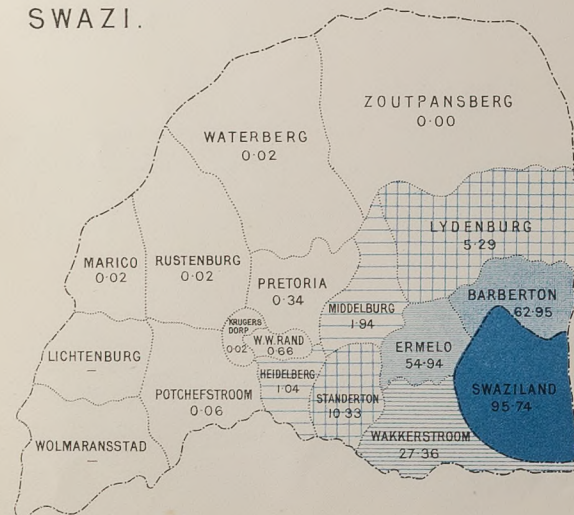 SWAZI.
ZOUTPANSBERG
0·00
WATERBERG
0·02
LYDENBURG
5·29
MARICO
0·02
RUSTENBURG
0·02
PRETORIA
0·34
BARBERTON
62·95
MIDDELBURG
1·94
KRUGERS
DORP
0·02
W.W.RAND
0·66
ERMELO
54·94
LICHTENBURG
—
HEIDELBERG
1·04
POTCHEFSTROOM
0·06
STANDERTON
10·33
SWAZILAND
95·74
WAKKERSTROOM
27·36
WOLMARANSSTAD
—